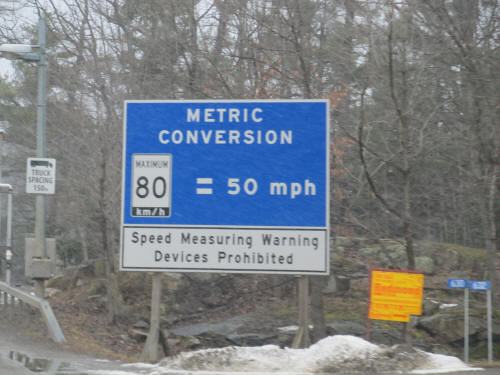 METRIC
CONVERSION
MAXIMUM
80
km/h
= 50 mph
Speed Measuring Warning
Devices Prohibited
TRUCK
SPACING
150m